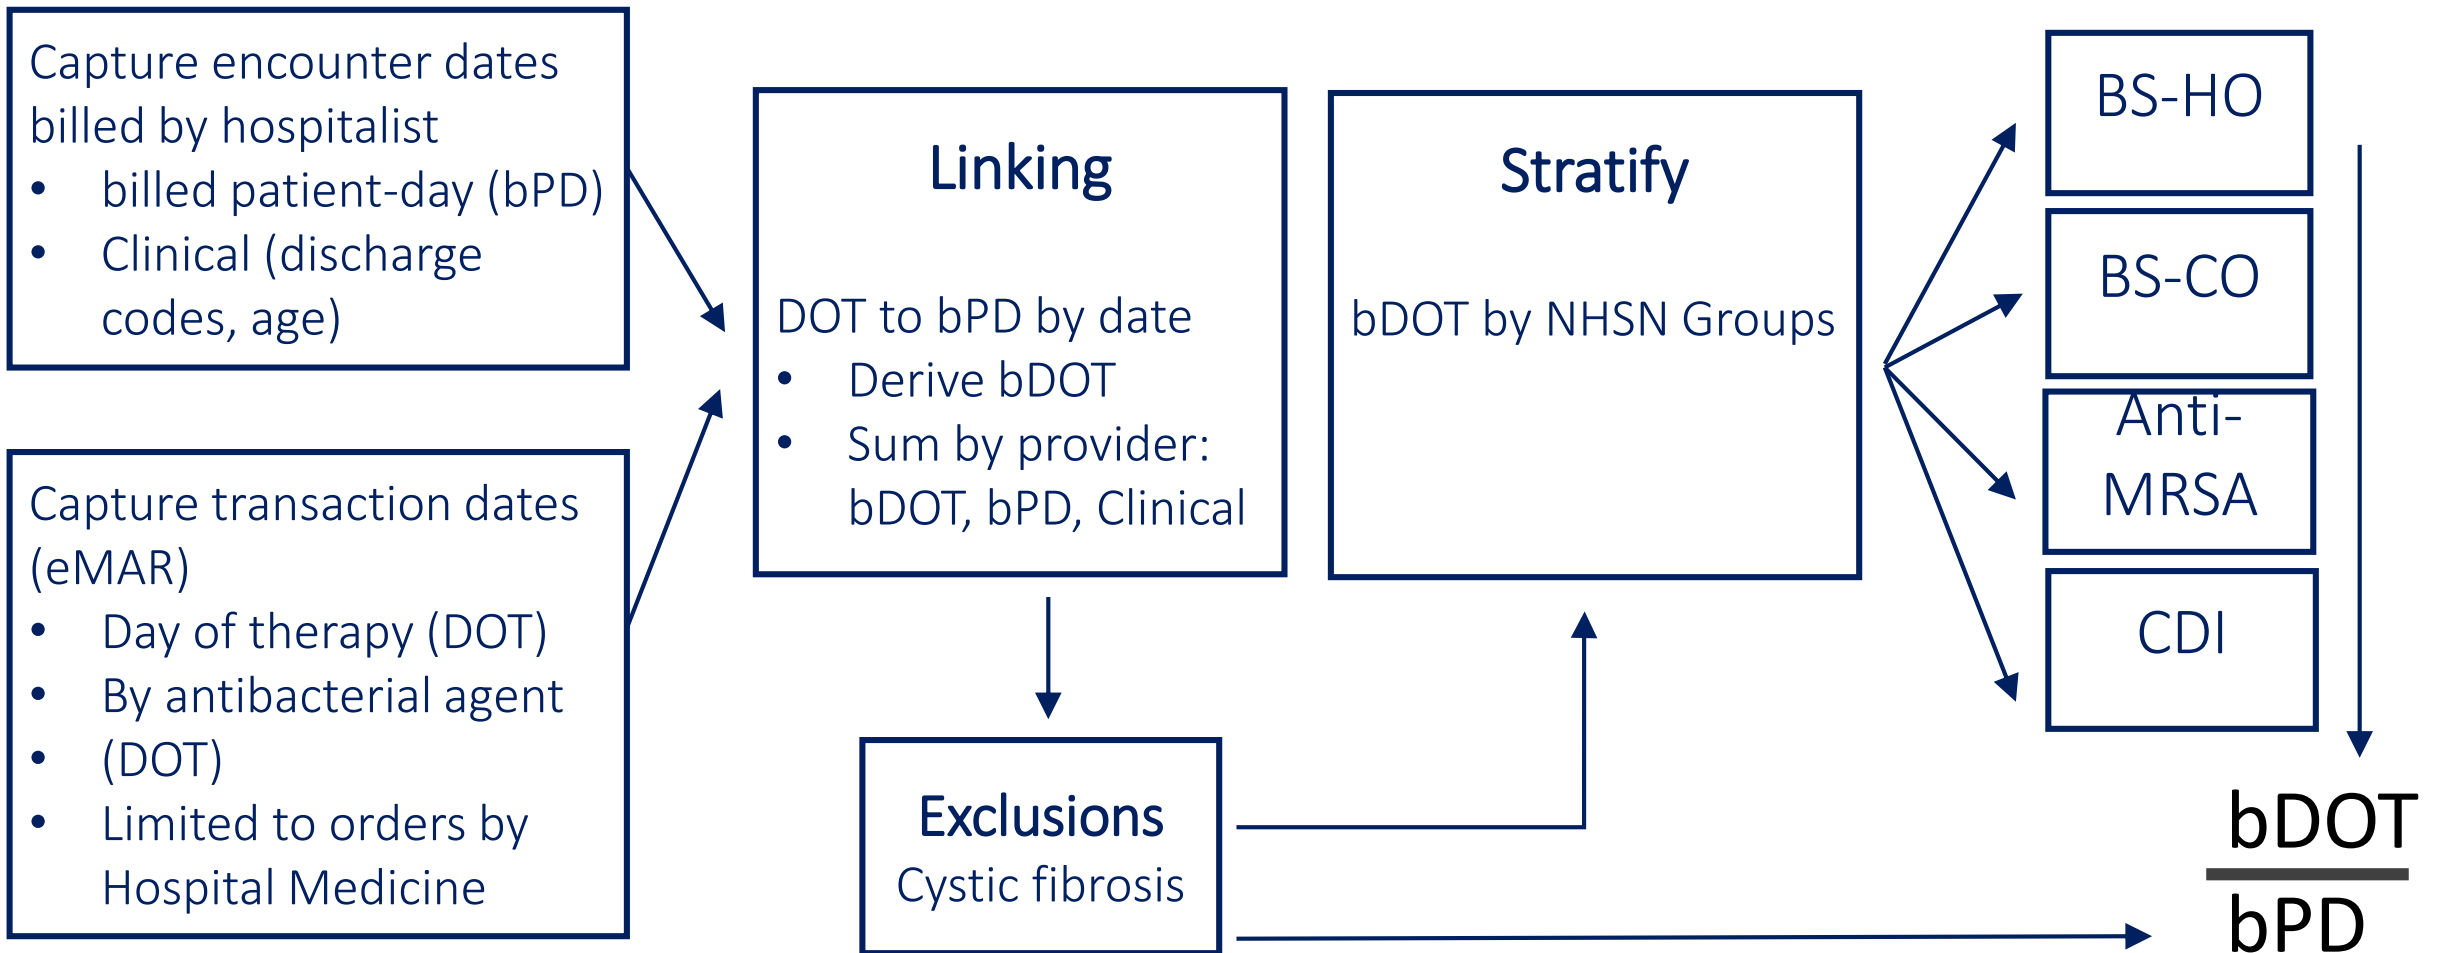 Capture encounter dates
billed by hospitalist
• billed patient-day (bPD)
• Clinical (discharge
codes, age)
Capture transaction dates
(eMAR)
• Day of therapy (DOT)
• By antibacterial agent
• (DOT)
• Limited to orders by
Hospital Medicine
Linking
DOT to bPD by date
• Derive bDOT
• Sum by provider:
bDOT, bPD, Clinical
Exclusions
Cystic fibrosis
Stratify
bDOT by NHSN Groups
BS-HO
BS-CO
Anti-
MRSA
CDI
bDOT
bPD